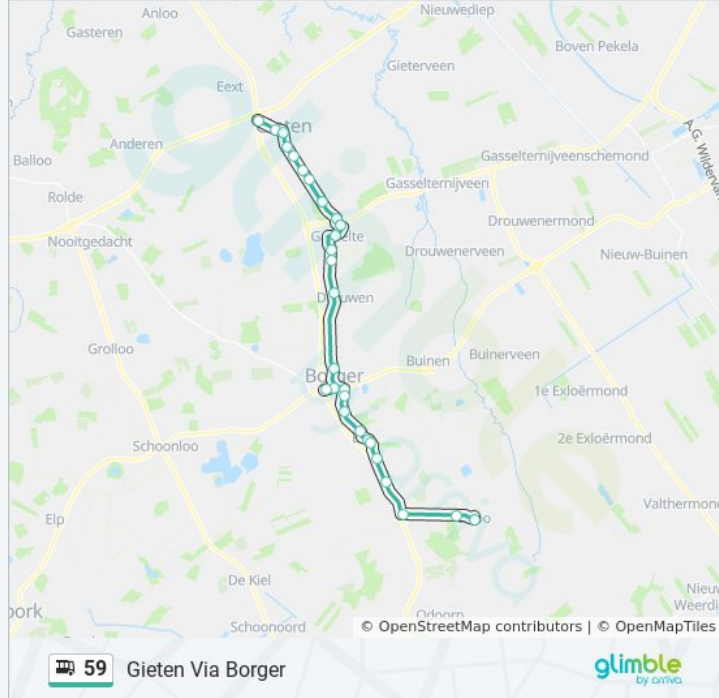 Anloo
Nieuwediep
Gasteren
Boven Pekela
Gieterveen
Eext
Anderen
Balloo
Gasselternijveenschemond
Gasselternijveen
Rolde
Drouwenermond
Nooitgedacht
Drouwenerveen
Nieuw-Buinen
Grolloo
Buinen
Buinerveen
Borger
1e Exloërmond
2e Exloërmond
Schoonloo
Valthermond
Elp
De Kiel
Schoonoord
Odoorn
© OpenStreetMap contributors | © OpenMapTiles
59 Gieten Via Borger
glimble
by arriva